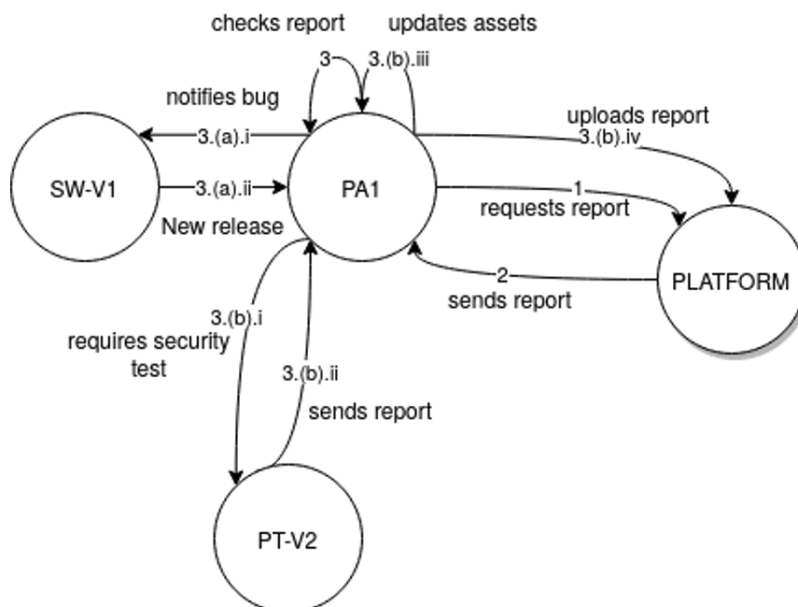 checks report
updates assets
3
3.(b).iii
notifies bug
uploads report
3.(a).i
3.(b).iv
SW-V1
3.(a).ii
PA1
1
New release
requests report
2
PLATFORM
sends report
3.(b).i
requires security
test
3.(b).ii
sends report
PT-V2